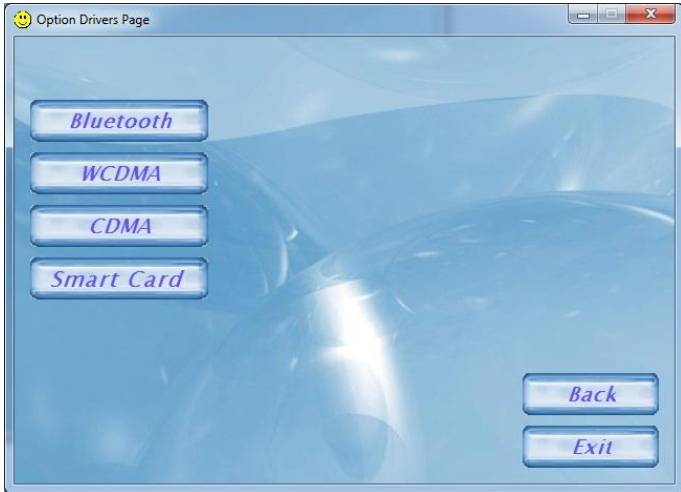 Option Drivers Page
Bluetooth
WCDMA
CDMA
Smart Card
Back
Exit